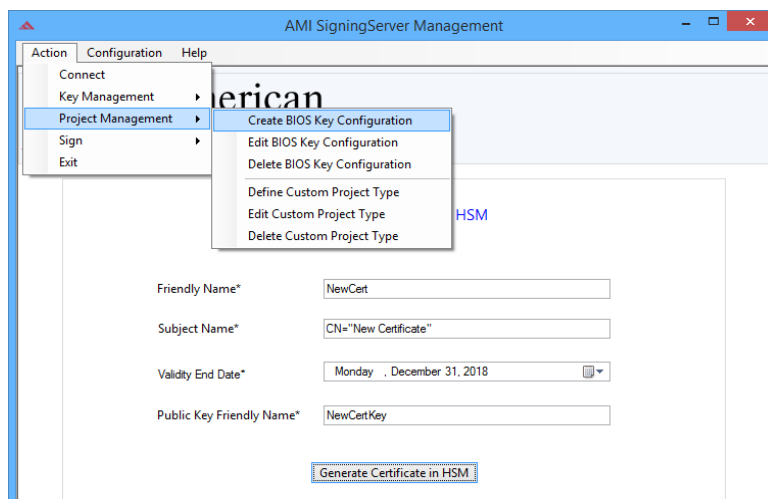 AMI SigningServer Management
Action Configuration Help
Connect
Key Management
Project Management
Sign
Exit
erican
Create BIOS Key Configuration
Edit BIOS Key Configuration
Delete BIOS Key Configuration
Define Custom Project Type
Edit Custom Project Type
Delete Custom Project Type
HSM
Friendly Name* NewCert
Subject Name* CN="New Certificate"
Validity End Date* Monday , December 31, 2018
Public Key Friendly Name* NewCertKey
Generate Certificate in HSM